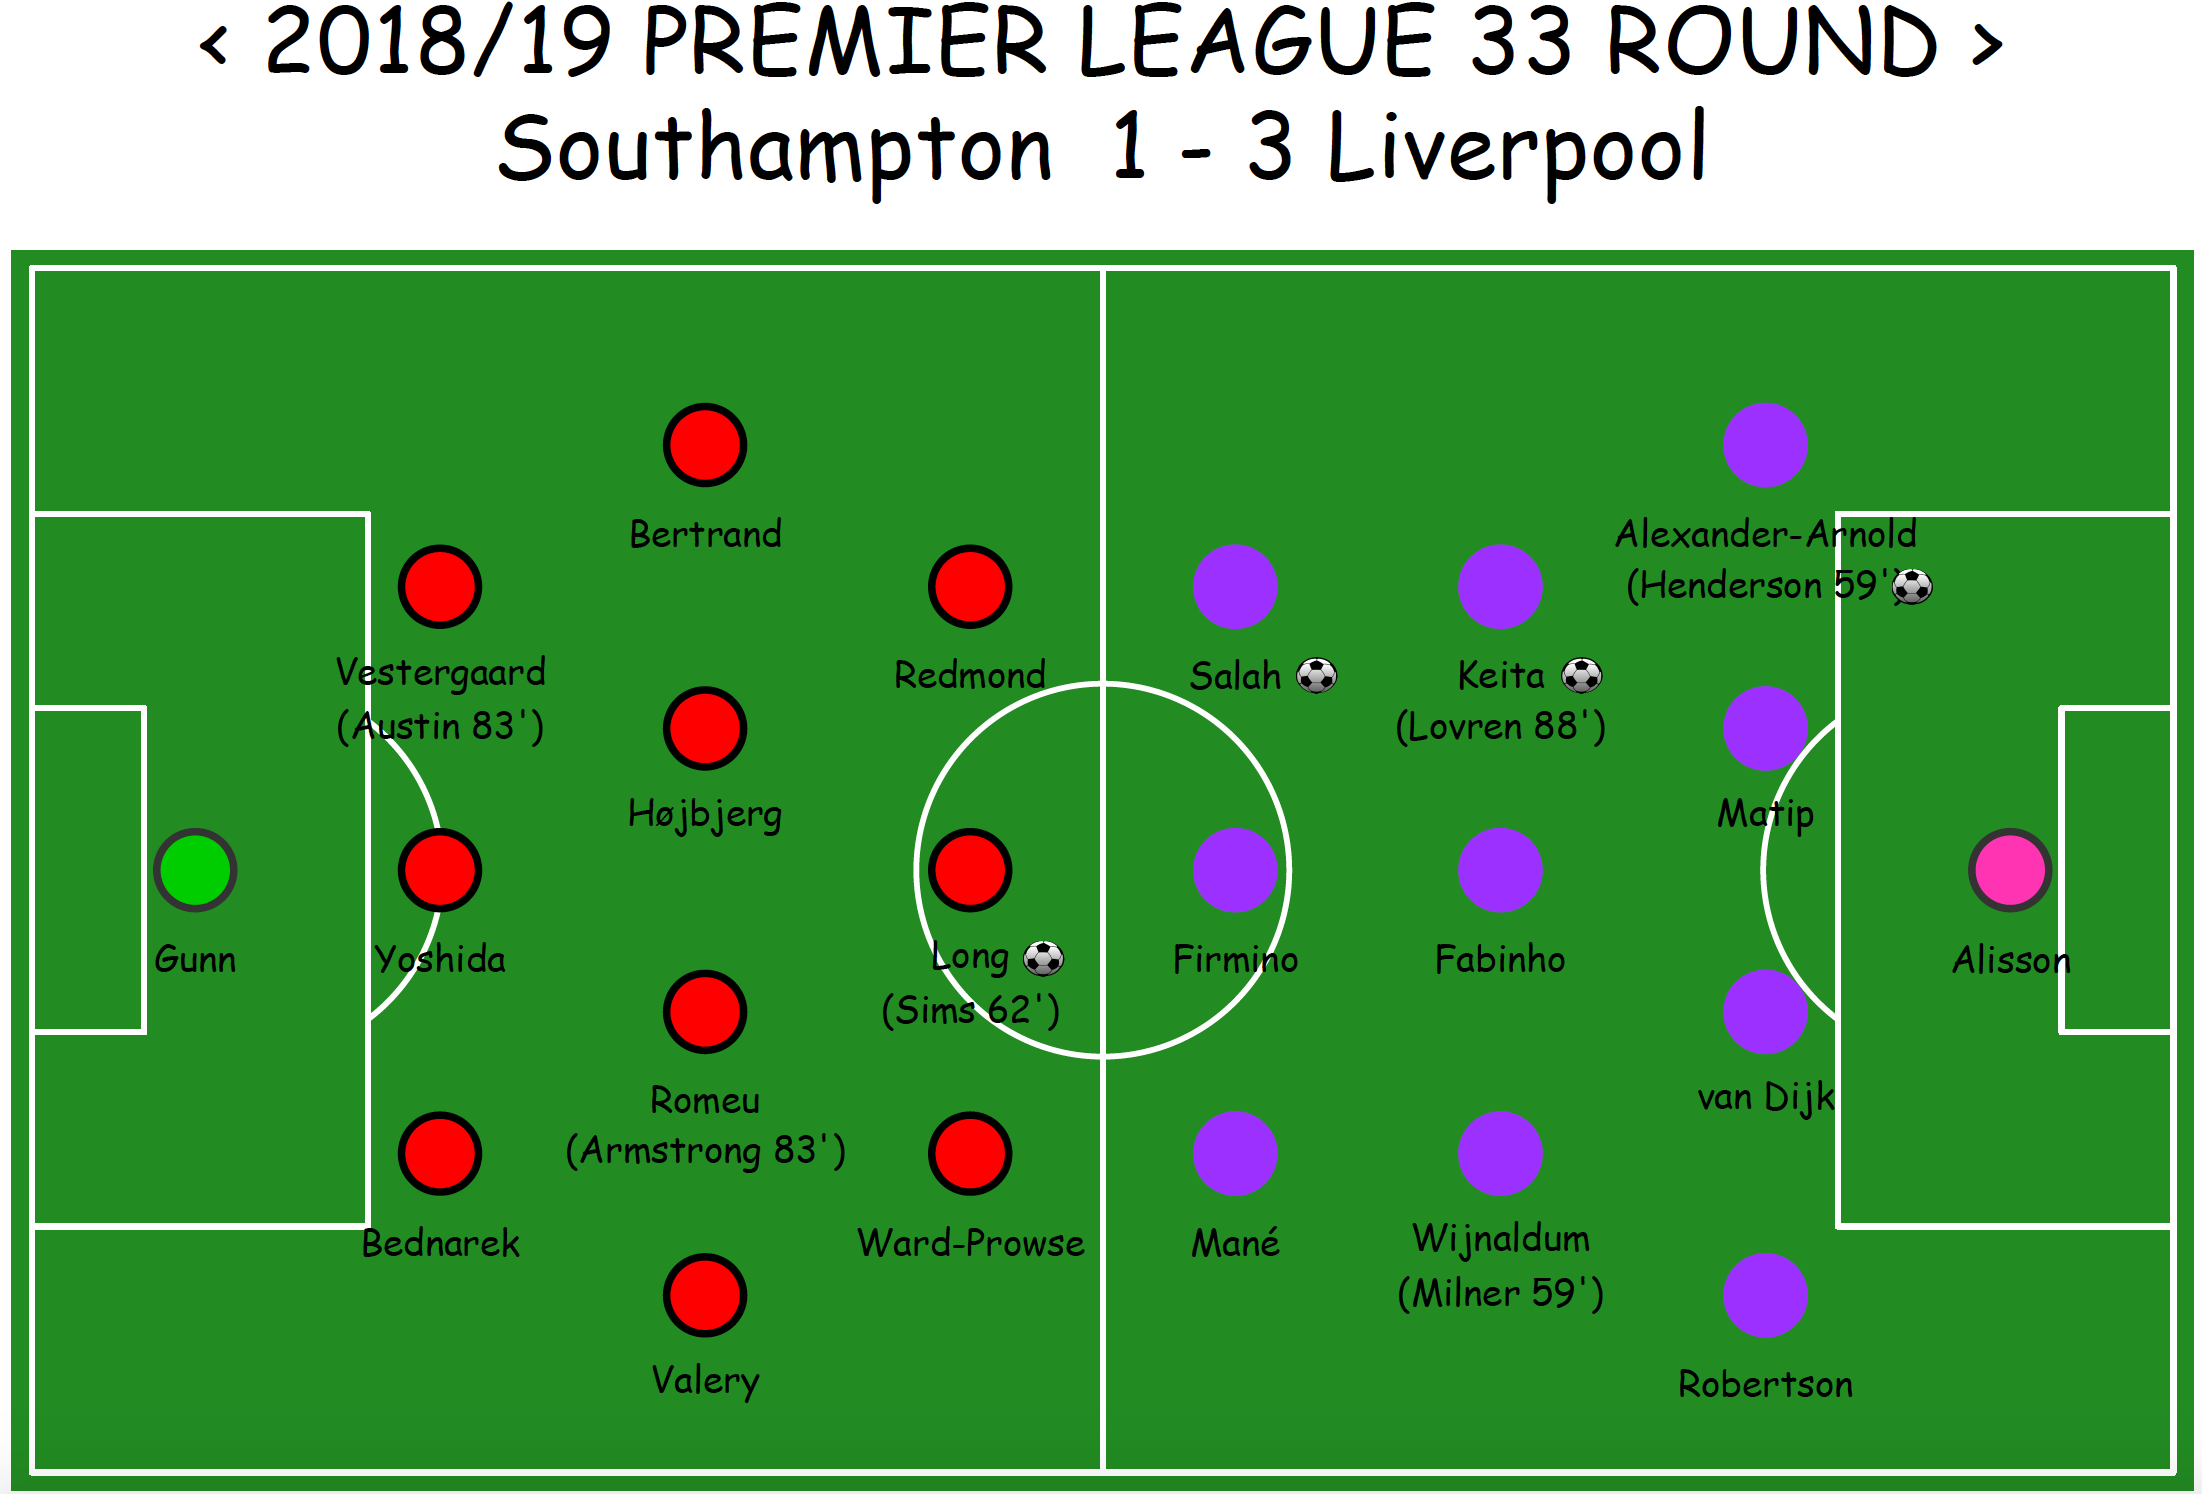 < 2018/19 PREMIER LEAGUE 33 ROUND >
Southampton 1 - 3 Liverpool
Bertrand
Alexander-Arnold
(Henderson 59')
Vestergaard
(Austin 83')
Redmond
Salah
Keita
(Lovren 88')
Højbjerg
Matip
Gunn
Yoshida
Long
(Sims 62')
Firmino
Fabinho
Alisson
Romeu
(Armstrong 83')
van Dijk
Bednarek
Ward-Prowse
Mané
Wijnaldum
(Milner 59')
Valery
Robertson